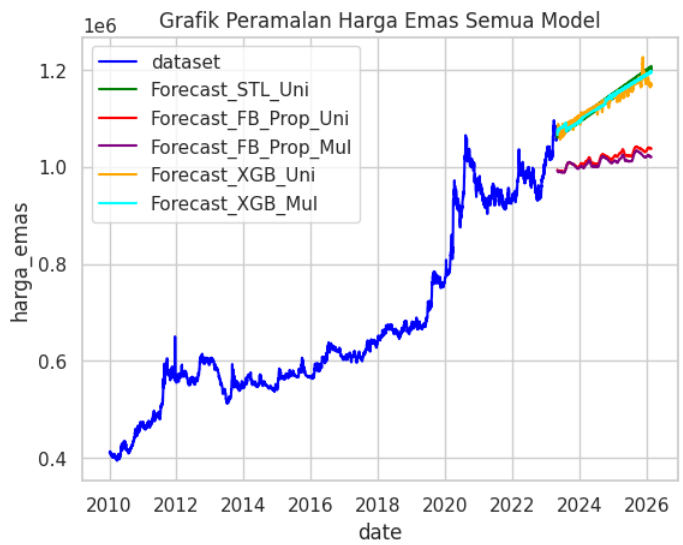 Grafik Peramalan Harga Emas Semua Model
1e6
dataset
Forecast_STL_Uni
Forecast_FB_Prop_Uni
Forecast_FB_Prop_Mul
Forecast_XGB_Uni
Forecast_XGB_Mul
harga_emas
1.2
1.0
0.8
0.6
0.4
2010 2012 2014 2016 2018 2020 2022 2024 2026
date